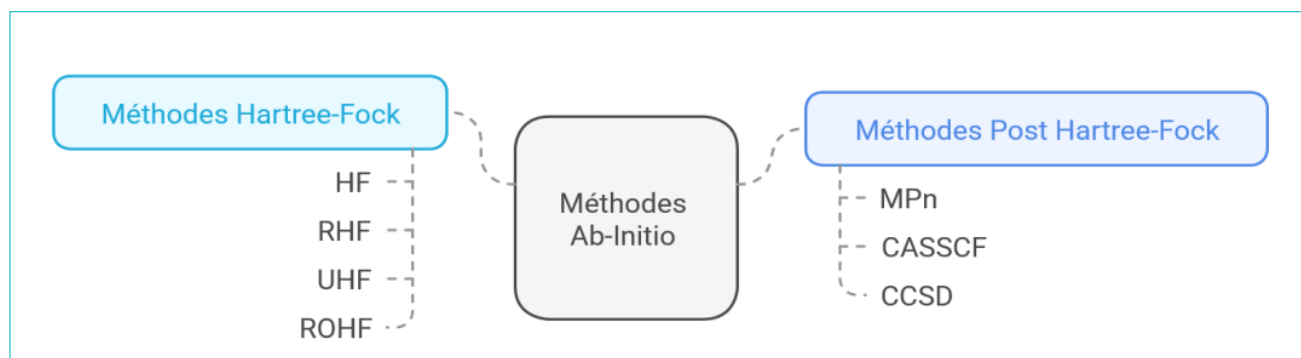 Méthodes Hartree-Fock
HF
RHF
UHF
ROHF
Méthodes
Ab-Initio
Méthodes Post Hartree-Fock
MPn
CASSCF
CCSD